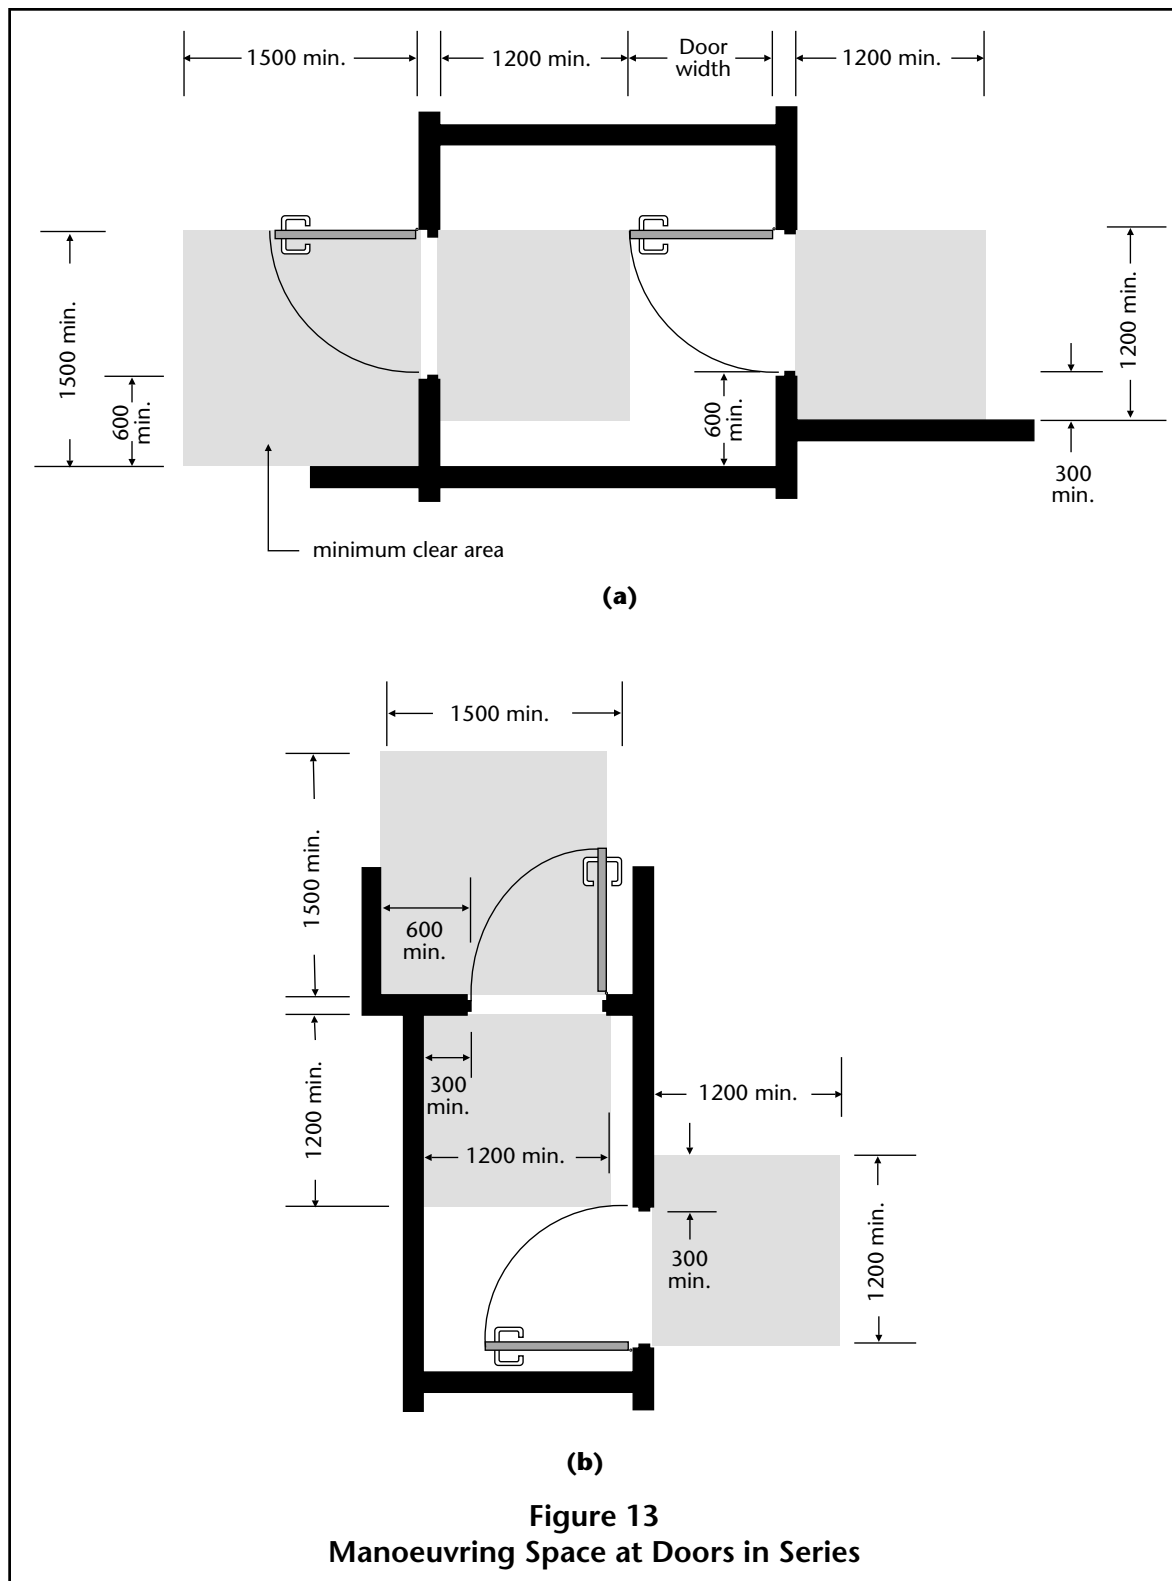 1500 min.
1200 min.
Door
width
1200 min.
1500 min.
600
min.
600
min.
1200 min.
300
min.
minimum clear area
(a)
1500 min.
1500 min.
600
min.
300
min.
1200 min.
1200 min.
1200 min.
300
min.
1200 min.
(b)
Figure 13
Manoeuvring Space at Doors in Series